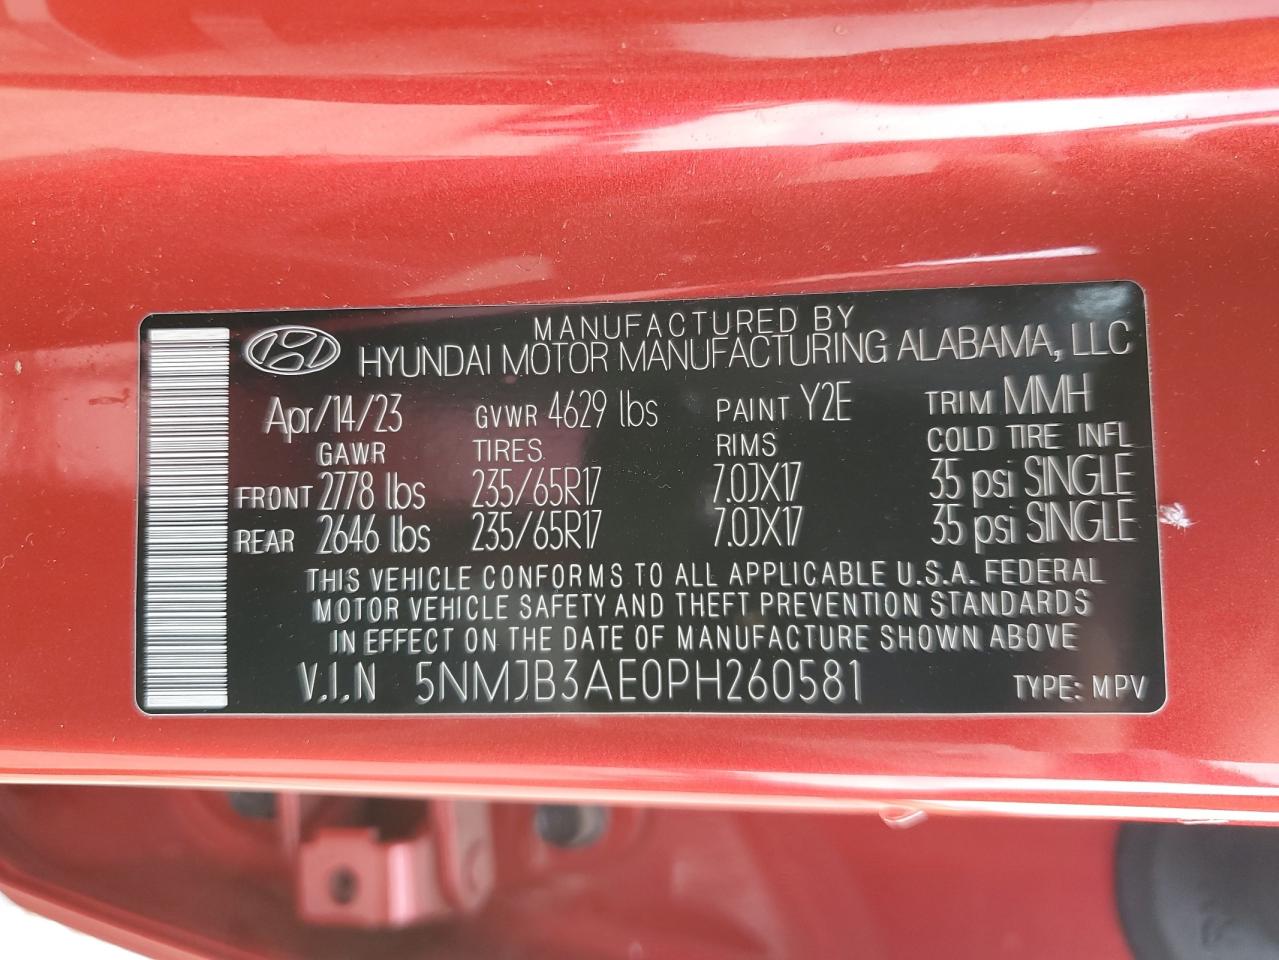 MANUFACTURED BY
HYUNDAI MOTOR MANUFACTURING ALABAMA, LLC
Apr/14/23 GVWR 4629 lbs PAINT Y2E TRIM MMH
GAWR TIRES RIMS COLD TIRE INFL
FRONT 2778 lbs 235/65R17 7.0JX17 35 psi SINGLE
REAR 2646 lbs 235/65R17 7.0JX17 35 psi SINGLE
THIS VEHICLE CONFORMS TO ALL APPLICABLE U.S.A. FEDERAL
MOTOR VEHICLE SAFETY AND THEFT PREVENTION STANDARDS
IN EFFECT ON THE DATE OF MANUFACTURE SHOWN ABOVE
V.I.N 5NMJB3AE0PH260581 TYPE: MPV